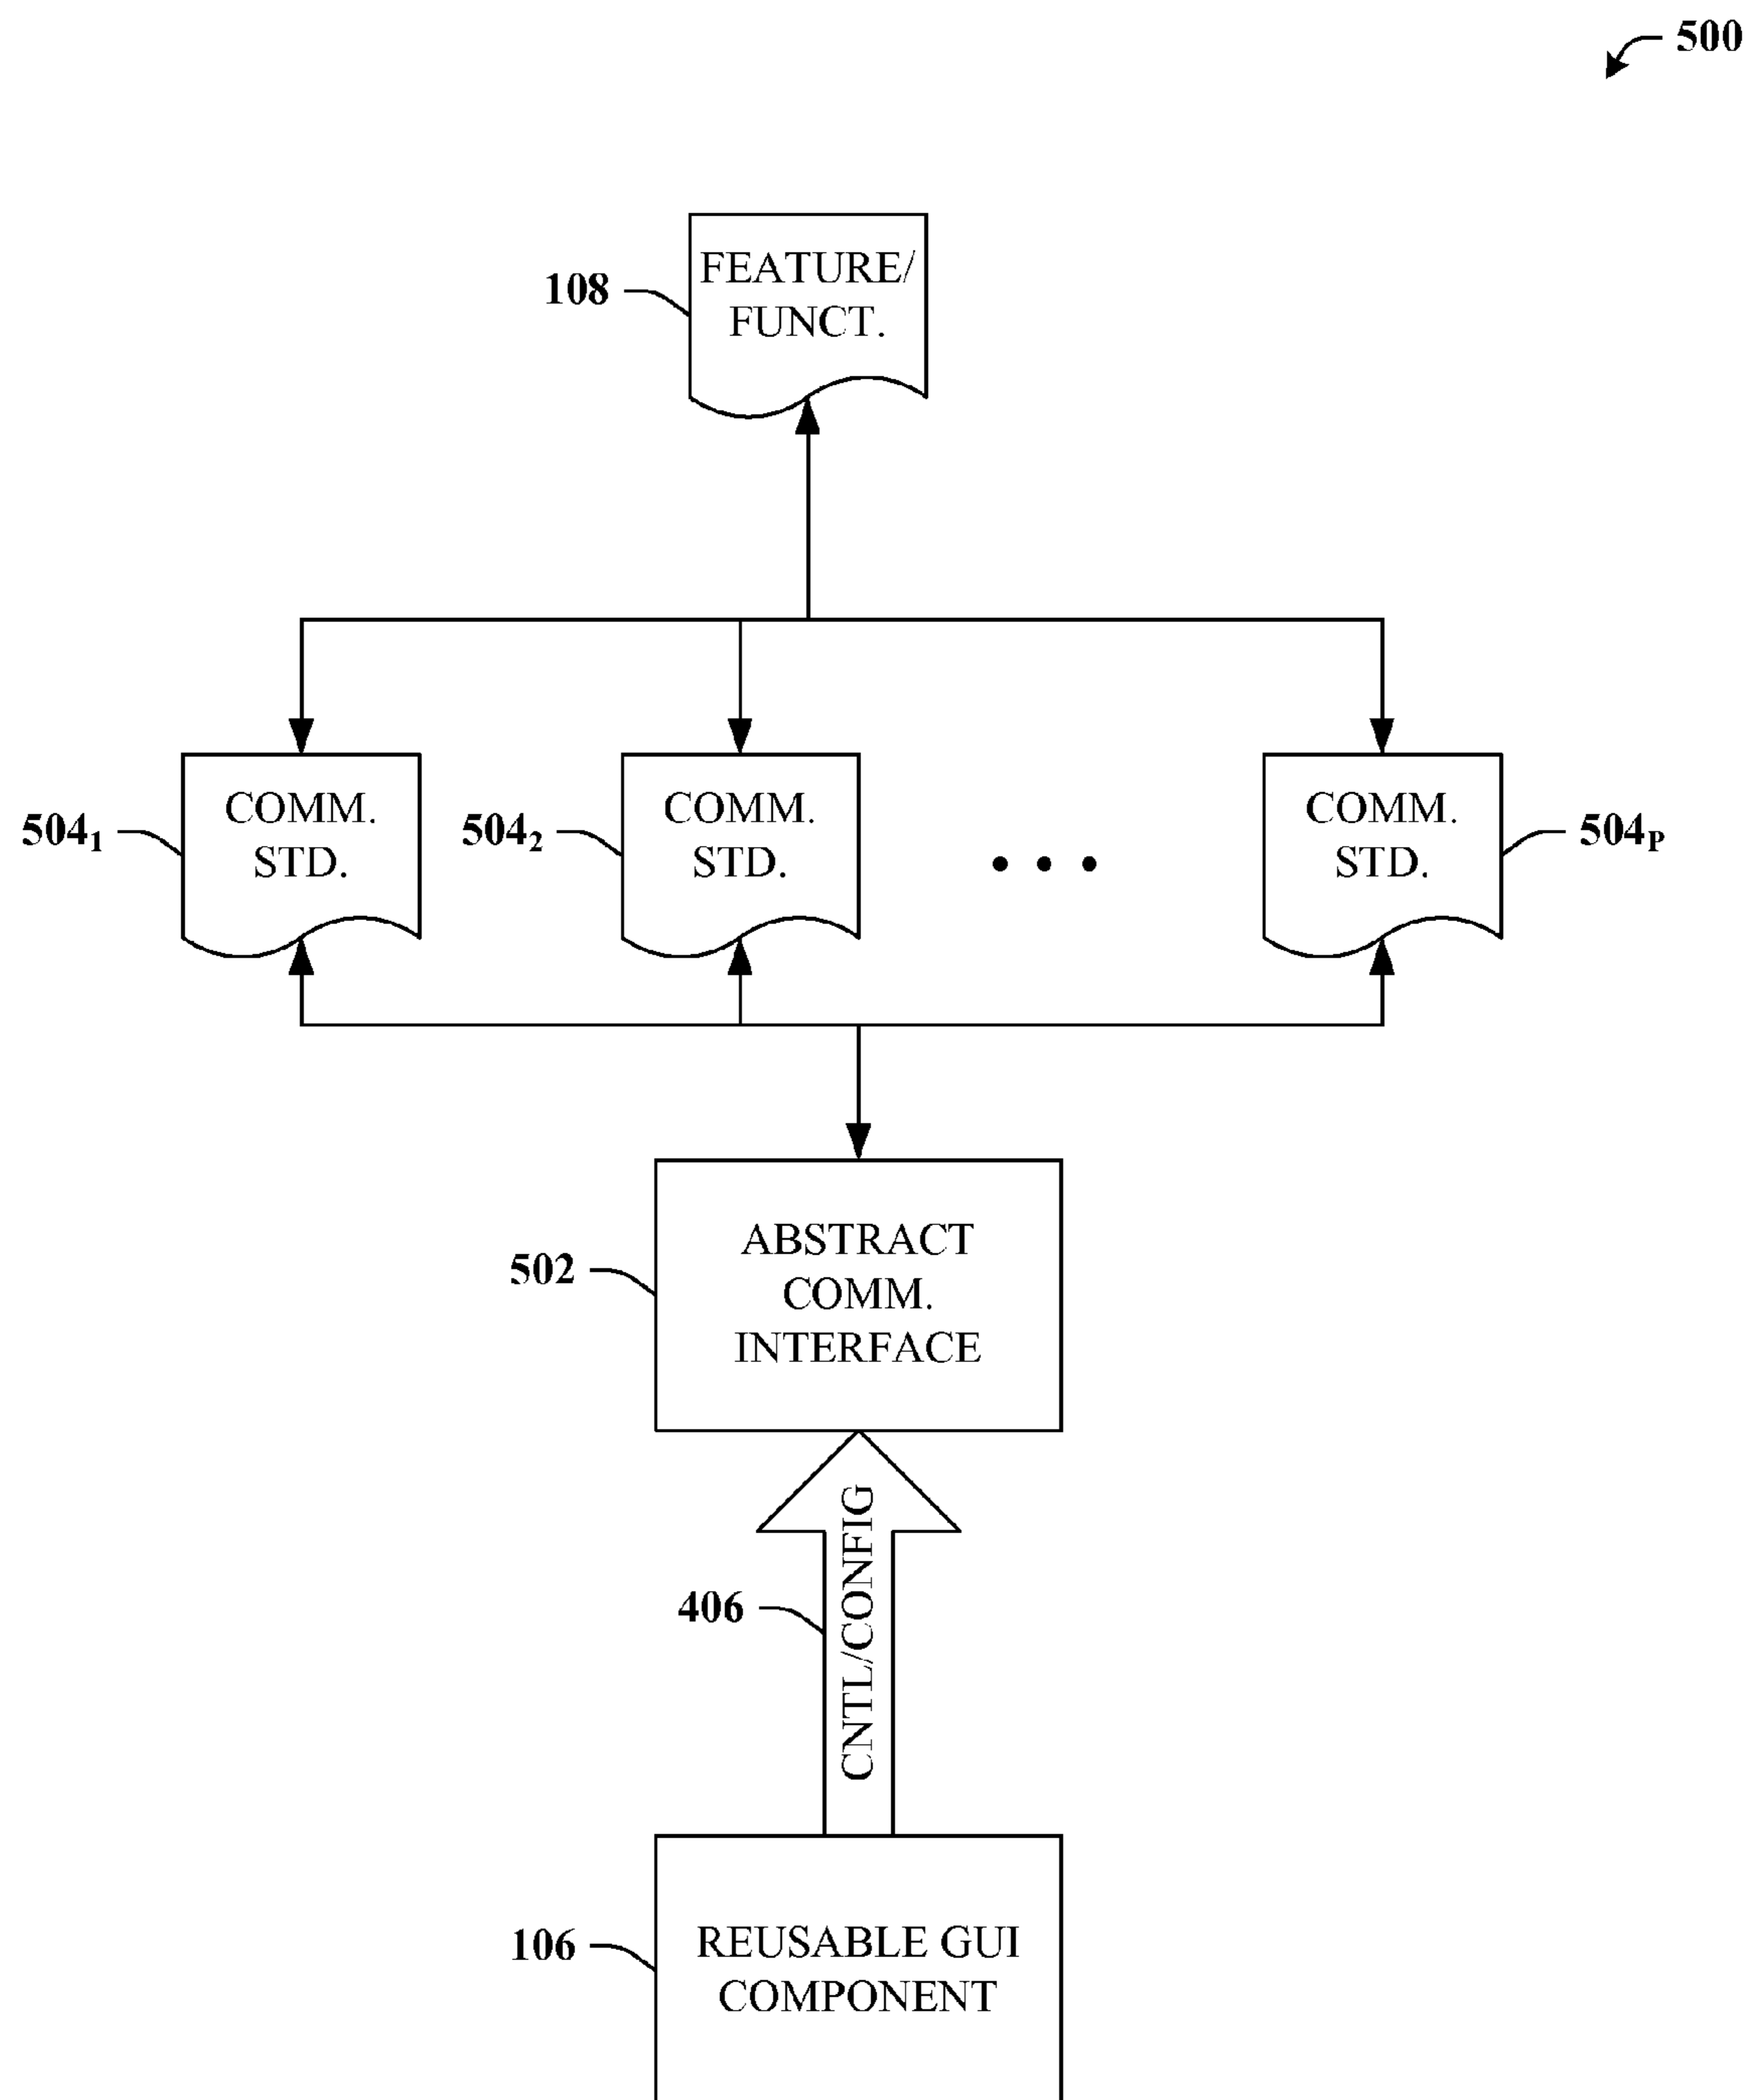 500
FEATURE/
FUNCT.
108
COMM.
STD.
504₁
COMM.
STD.
504₂
COMM.
STD.
504P
ABSTRACT
COMM.
INTERFACE
502
CNTL/CONFIG
406
REUSABLE GUI
COMPONENT
106